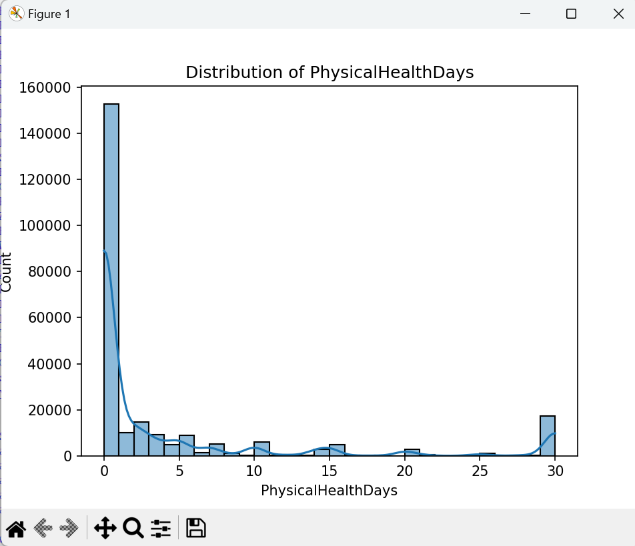 Figure 1
Distribution of PhysicalHealthDays
160000
140000
120000
100000
80000
60000
40000
20000
0
Count
0 5 10 15 20 25 30
PhysicalHealthDays